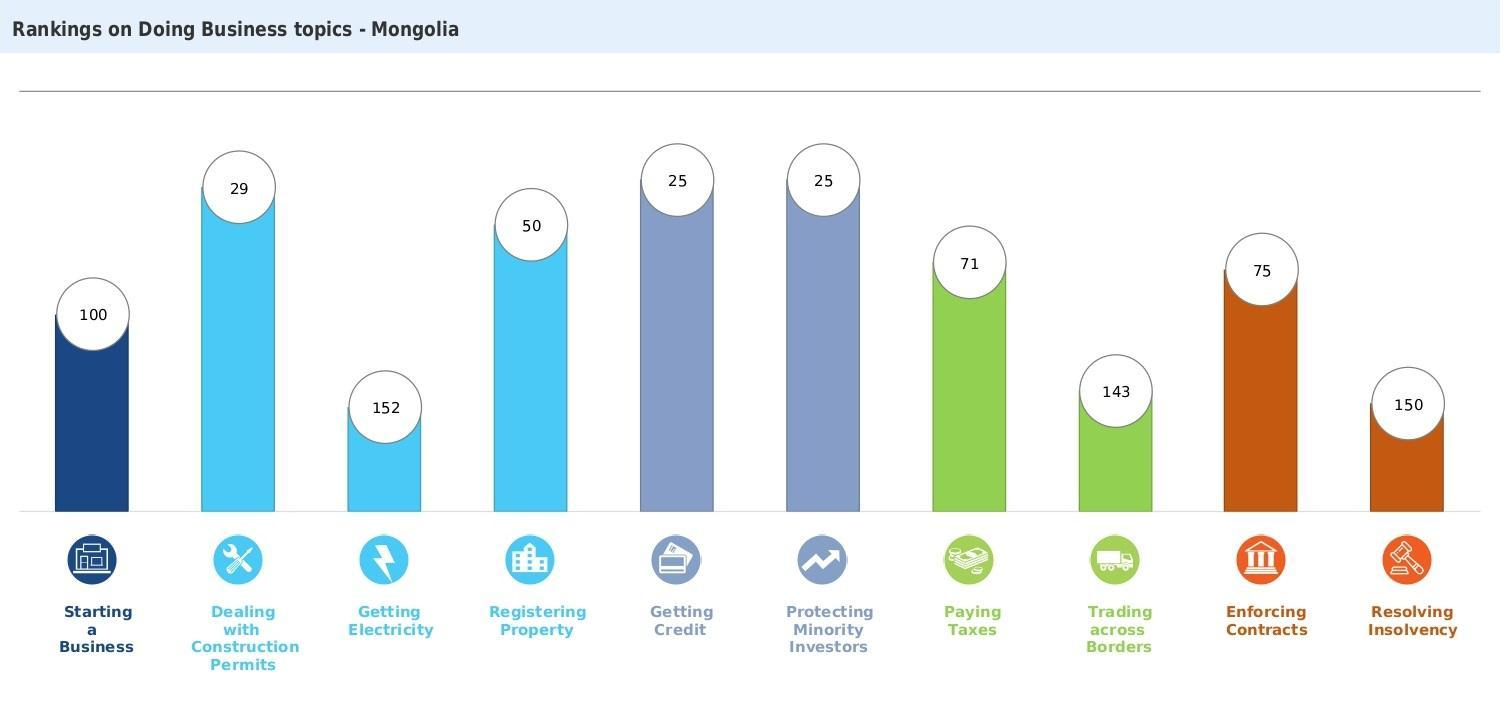 Rankings on Doing Business topics - Mongolia
100
29
152
50
25
25
71
143
75
150
Starting
a
Business
Dealing
with
Construction
Permits
Getting
Electricity
Registering
Property
Getting
Credit
Protecting
Minority
Investors
Paying
Taxes
Trading
across
Borders
Enforcing
Contracts
Resolving
Insolvency